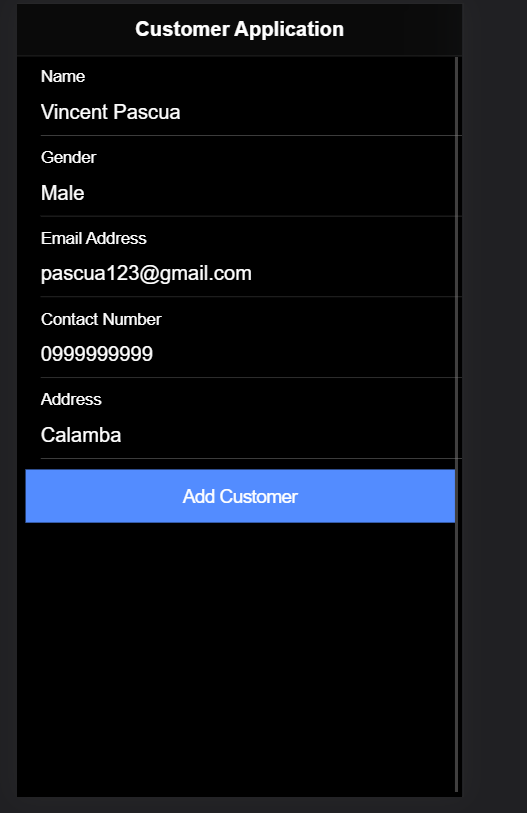 Customer Application
Name
Vincent Pascua
Gender
Male
Email Address
pascua123@gmail.com
Contact Number
0999999999
Address
Calamba
Add Customer